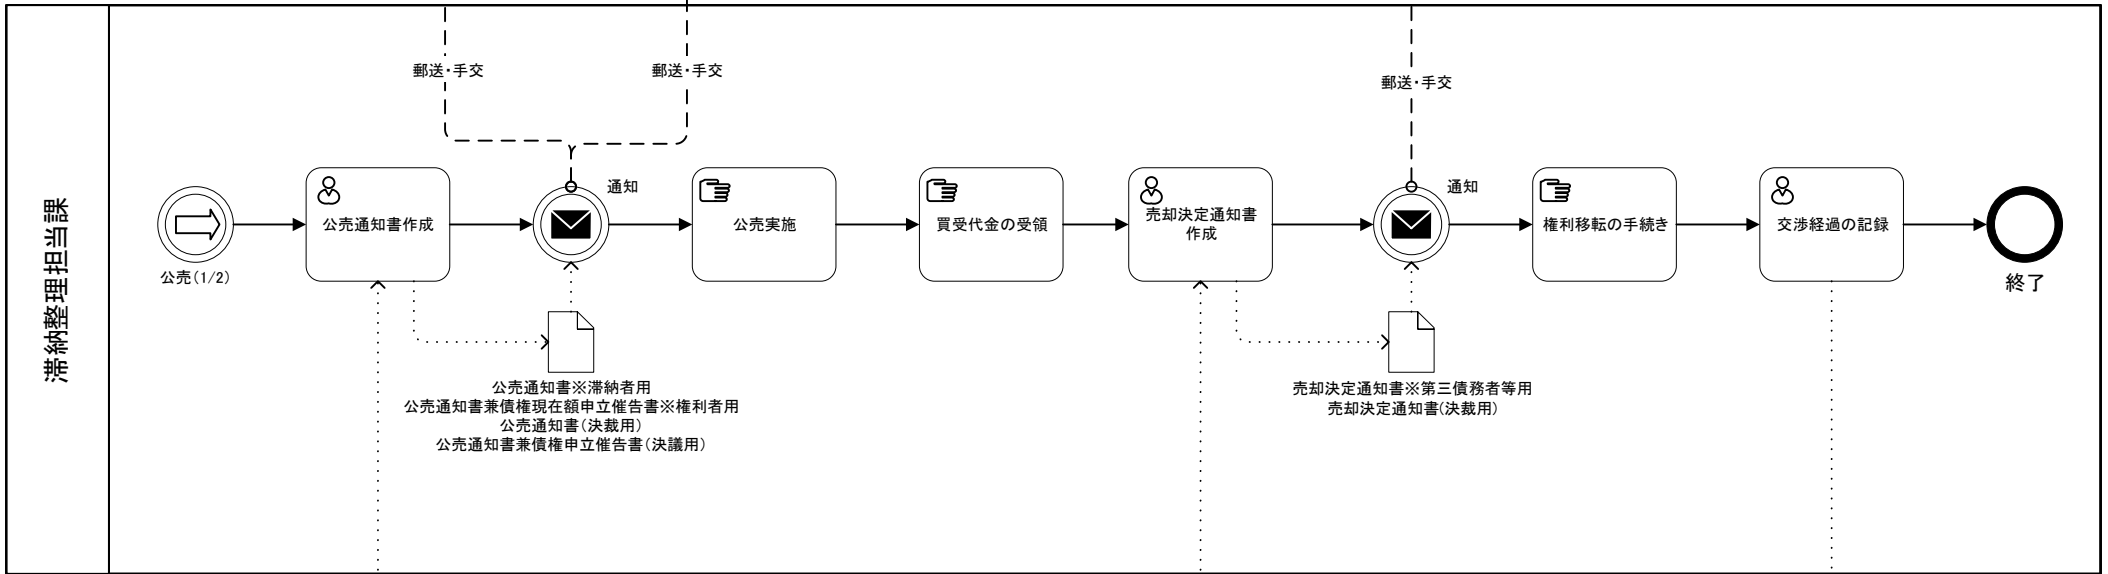 滞納整理担当課
郵送・手交
郵送・手交
郵送・手交
公売(1/2)
公売通知書作成
通知
公売実施
買受代金の受領
売却決定通知書
作成
通知
権利移転の手続き
交渉経過の記録
終了
公売通知書※滞納者用
公売通知書兼債権現在額申立催告書※権利者用
公売通知書(決裁用)
公売通知書兼債権申立催告書(決議用)
売却決定通知書※第三債務者等用
売却決定通知書(決裁用)